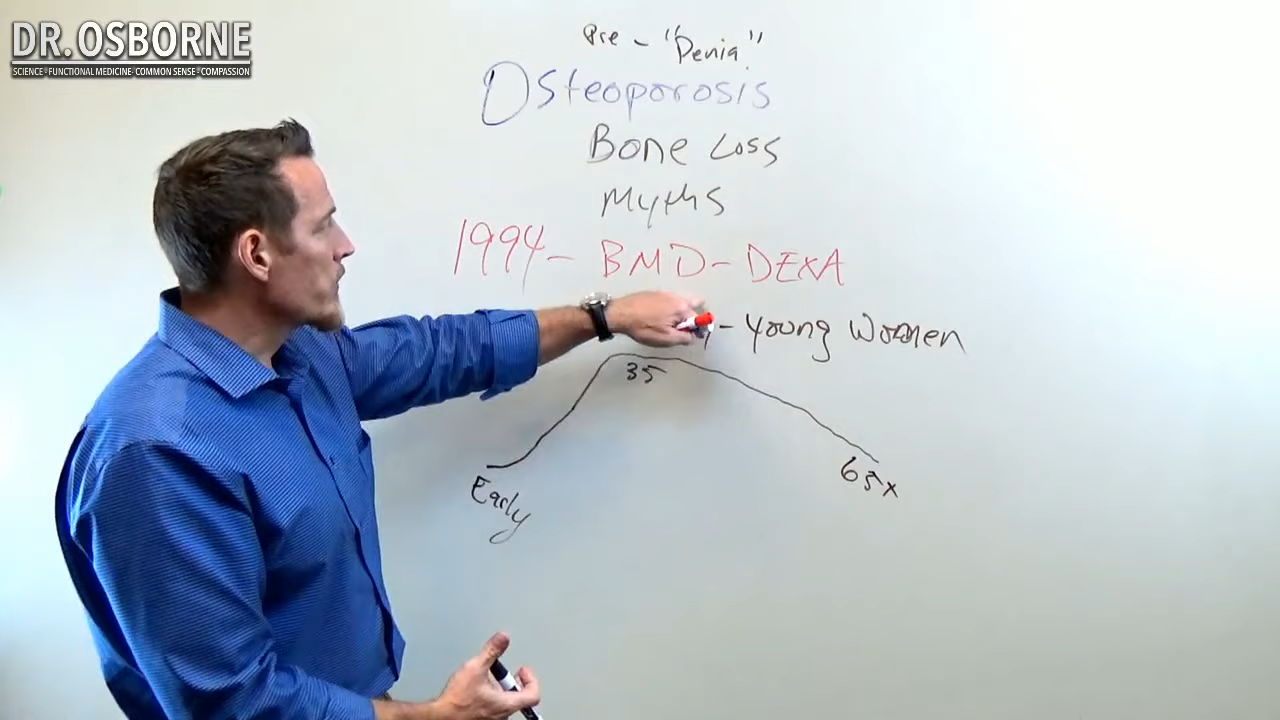 DR. OSBORNE
SCIENCE - FUNCTIONAL MEDICINE - COMMON SENSE - COMPASSION
Pre - "Penia"
Osteoporosis
Bone Loss
Myths
1994 - BMD - DEXA
- Young Women
35
Early
65